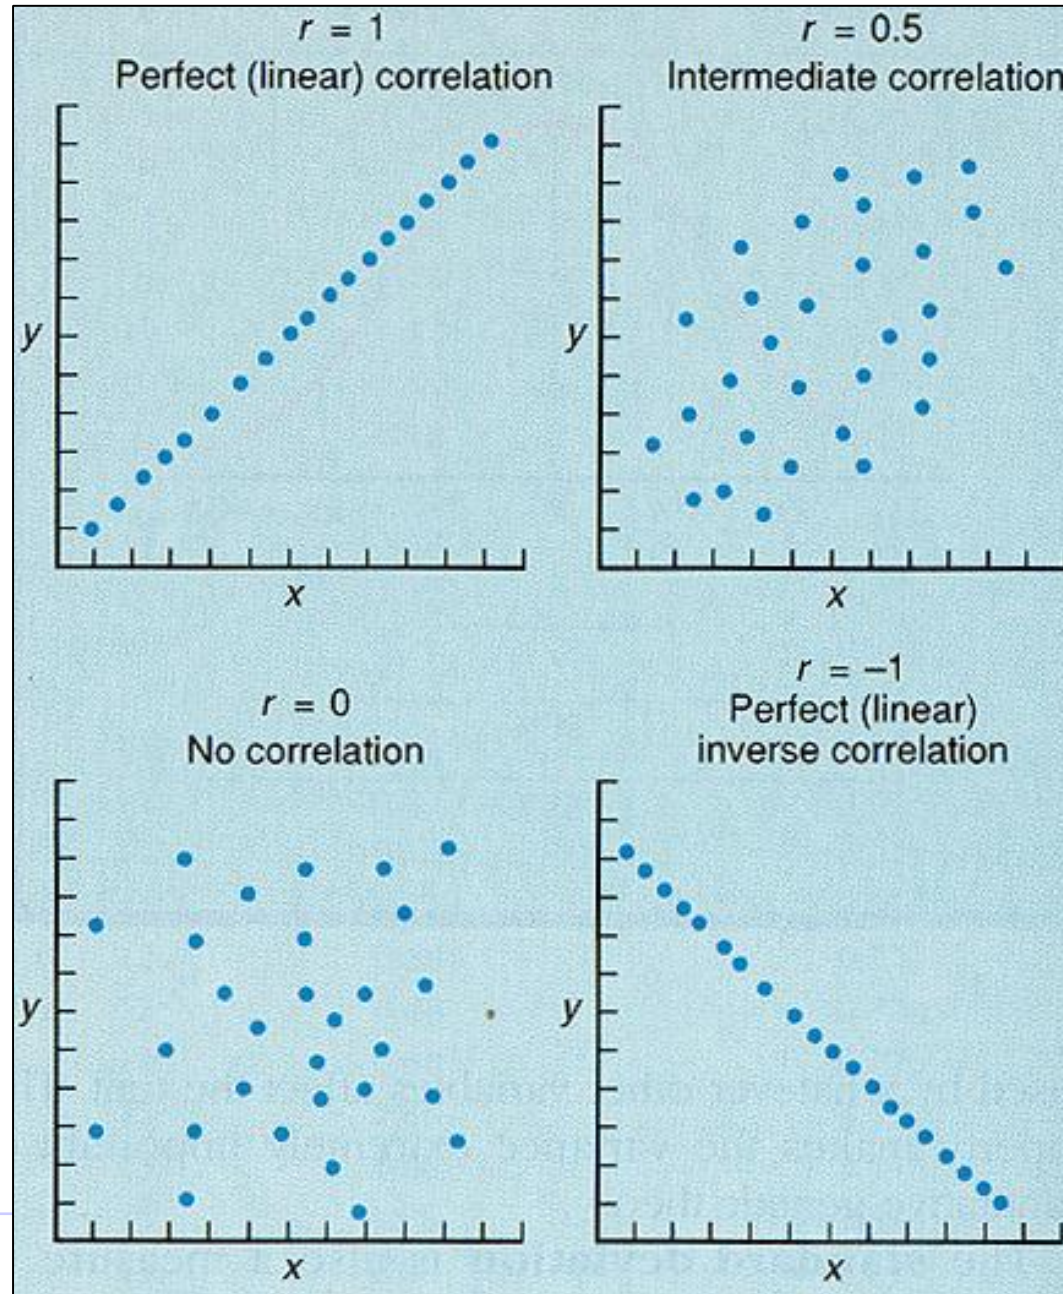 r = 1
Perfect (linear) correlation
y
x
r = 0.5
Intermediate correlation
y
x
r = 0
No correlation
y
x
r = –1
Perfect (linear)
inverse correlation
y
x